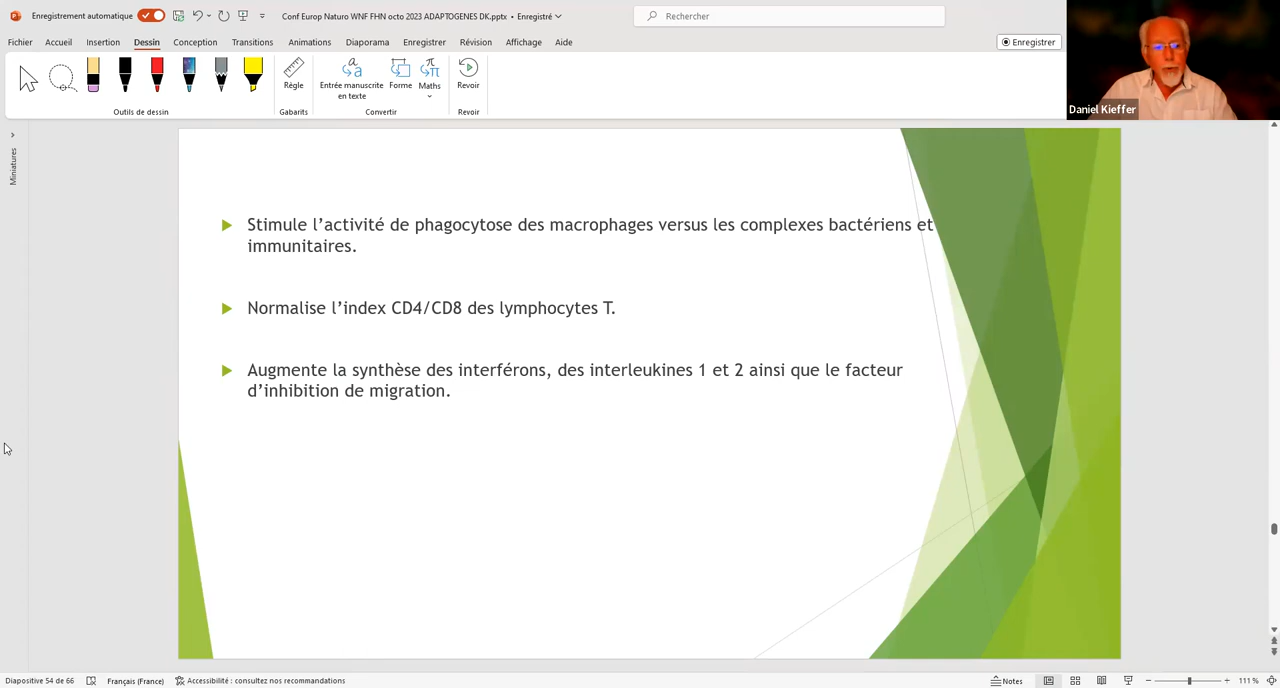 Enregistrement automatique
Conf Europ Naturo WNF FHN octo 2023 ADAPTOGENES DK.pptx • Enregistré
Rechercher
Fichier Accueil Insertion Dessin Conception Transitions Animations Diaporama Enregistrer Révision Affichage Aide
Enregistrer
Règle
Entrée manuscrite
en texte
Forme
Maths
Revoir
Outils de dessin
Gabarits
Convertir
Revoir
Daniel Kieffer
Miniatures
Stimule l’activité de phagocytose des macrophages versus les complexes bactériens et
immunitaires.
Normalise l’index CD4/CD8 des lymphocytes T.
Augmente la synthèse des interférons, des interleukines 1 et 2 ainsi que le facteur
d’inhibition de migration.
Diapositive 54 de 66
Français (France)
Accessibilité : consultez nos recommandations
Notes
111 %